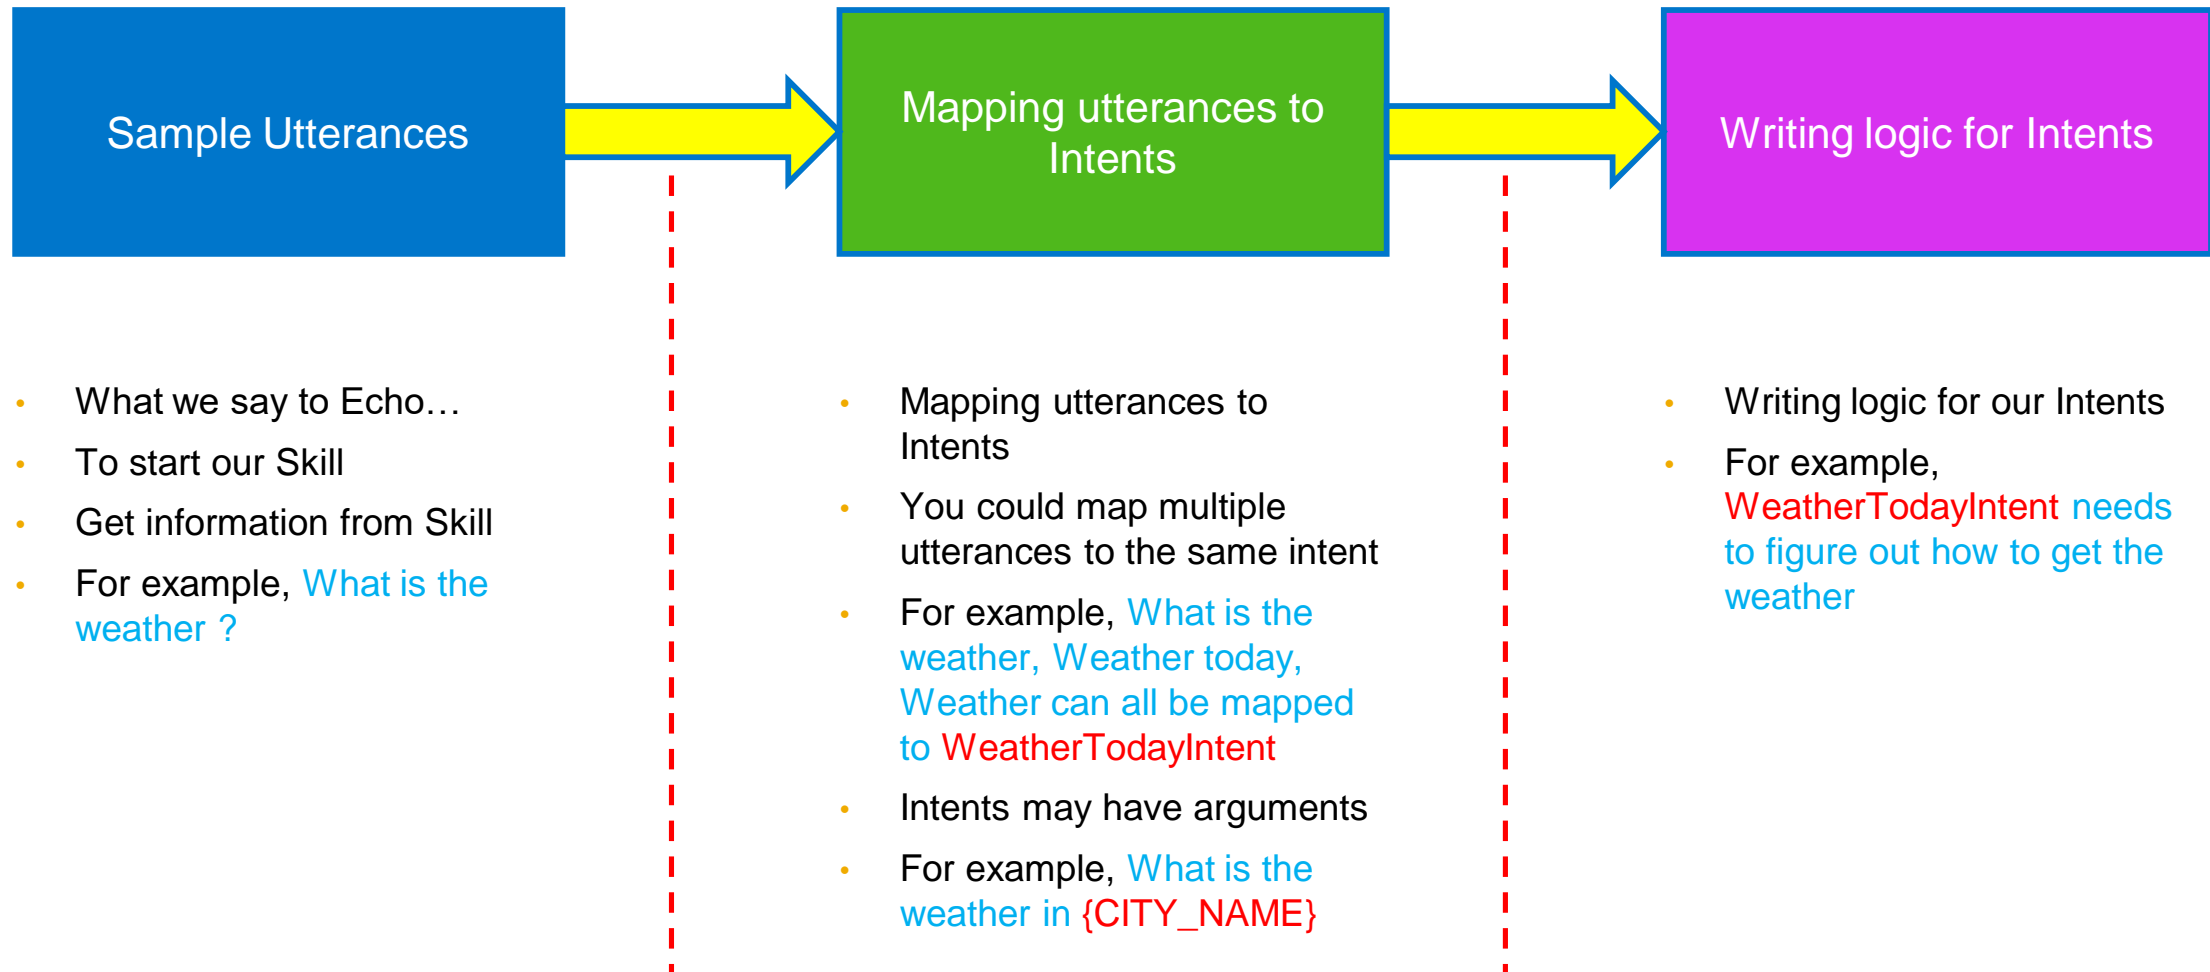 Sample Utterances
Mapping utterances to
Intents
Writing logic for Intents
• What we say to Echo…
• To start our Skill
• Get information from Skill
• For example, What is the
weather ?
• Mapping utterances to
Intents
• You could map multiple
utterances to the same intent
• For example, What is the
weather, Weather today,
Weather can all be mapped
to WeatherTodayIntent
• Intents may have arguments
• For example, What is the
weather in {CITY_NAME}
• Writing logic for our Intents
• For example,
WeatherTodayIntent needs
to figure out how to get the
weather